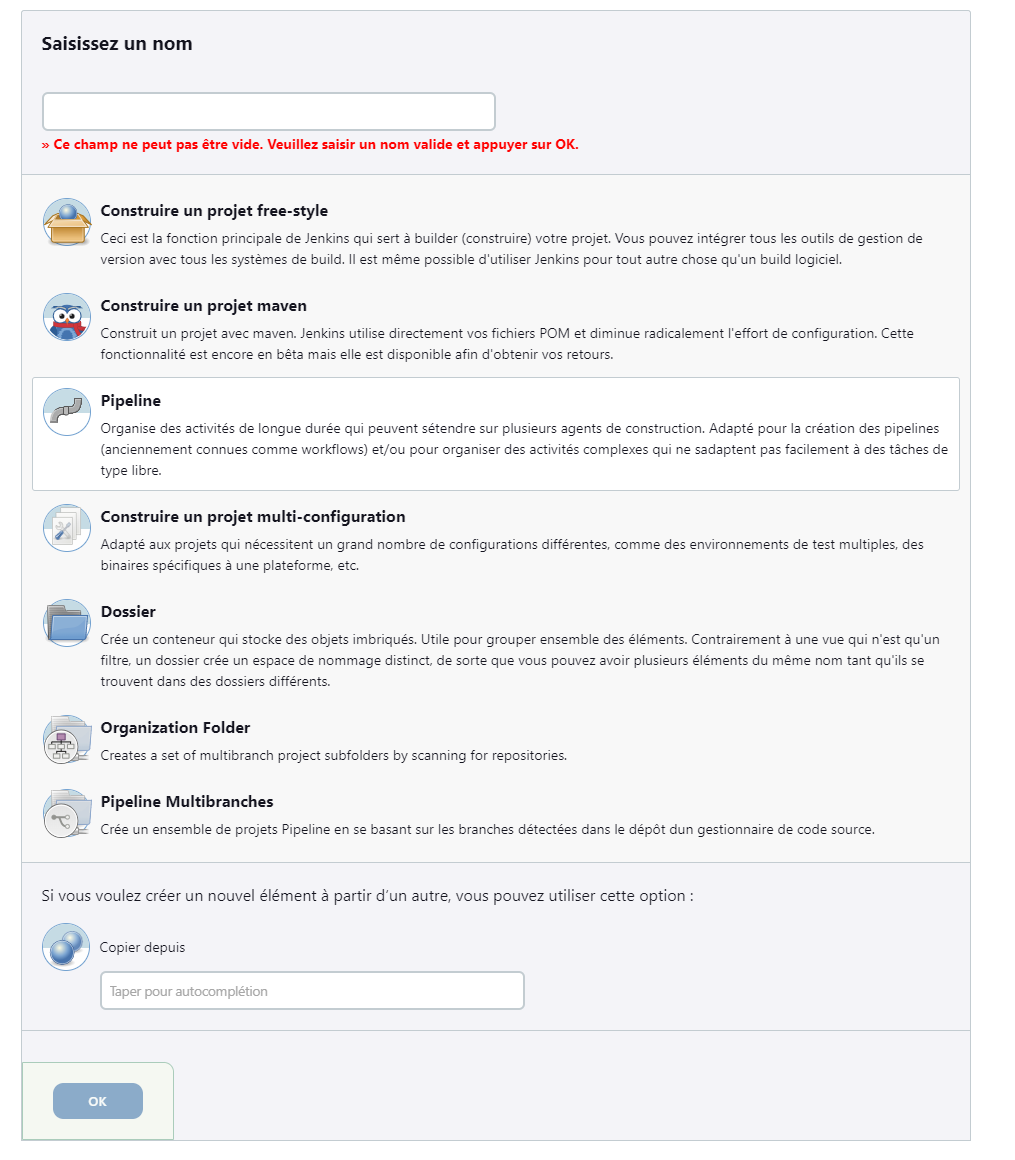 Saisissez un nom
» Ce champ ne peut pas être vide. Veuillez saisir un nom valide et appuyer sur OK.
Construire un projet free-style
Ceci est la fonction principale de Jenkins qui sert à builder (construire) votre projet. Vous pouvez intégrer tous les outils de gestion de
version avec tous les systèmes de build. Il est même possible d'utiliser Jenkins pour tout autre chose qu'un build logiciel.
Construire un projet maven
Construit un projet avec maven. Jenkins utilise directement vos fichiers POM et diminue radicalement l'effort de configuration. Cette
fonctionnalité est encore en bêta mais elle est disponible afin d'obtenir vos retours.
Pipeline
Organise des activités de longue durée qui peuvent sétendre sur plusieurs agents de construction. Adapté pour la création des pipelines
(anciennement connues comme workflows) et/ou pour organiser des activités complexes qui ne sadaptent pas facilement à des tâches de
type libre.
Construire un projet multi-configuration
Adapté aux projets qui nécessitent un grand nombre de configurations différentes, comme des environnements de test multiples, des
binaires spécifiques à une plateforme, etc.
Dossier
Crée un conteneur qui stocke des objets imbriqués. Utile pour grouper ensemble des éléments. Contrairement à une vue qui n'est qu'un
filtre, un dossier crée un espace de nommage distinct, de sorte que vous pouvez avoir plusieurs éléments du même nom tant qu'ils se
trouvent dans des dossiers différents.
Organization Folder
Creates a set of multibranch project subfolders by scanning for repositories.
Pipeline Multibranches
Crée un ensemble de projets Pipeline en se basant sur les branches détectées dans le dépôt dun gestionnaire de code source.
Si vous voulez créer un nouvel élément à partir d'un autre, vous pouvez utiliser cette option :
Copier depuis
Taper pour autocomplétion
OK